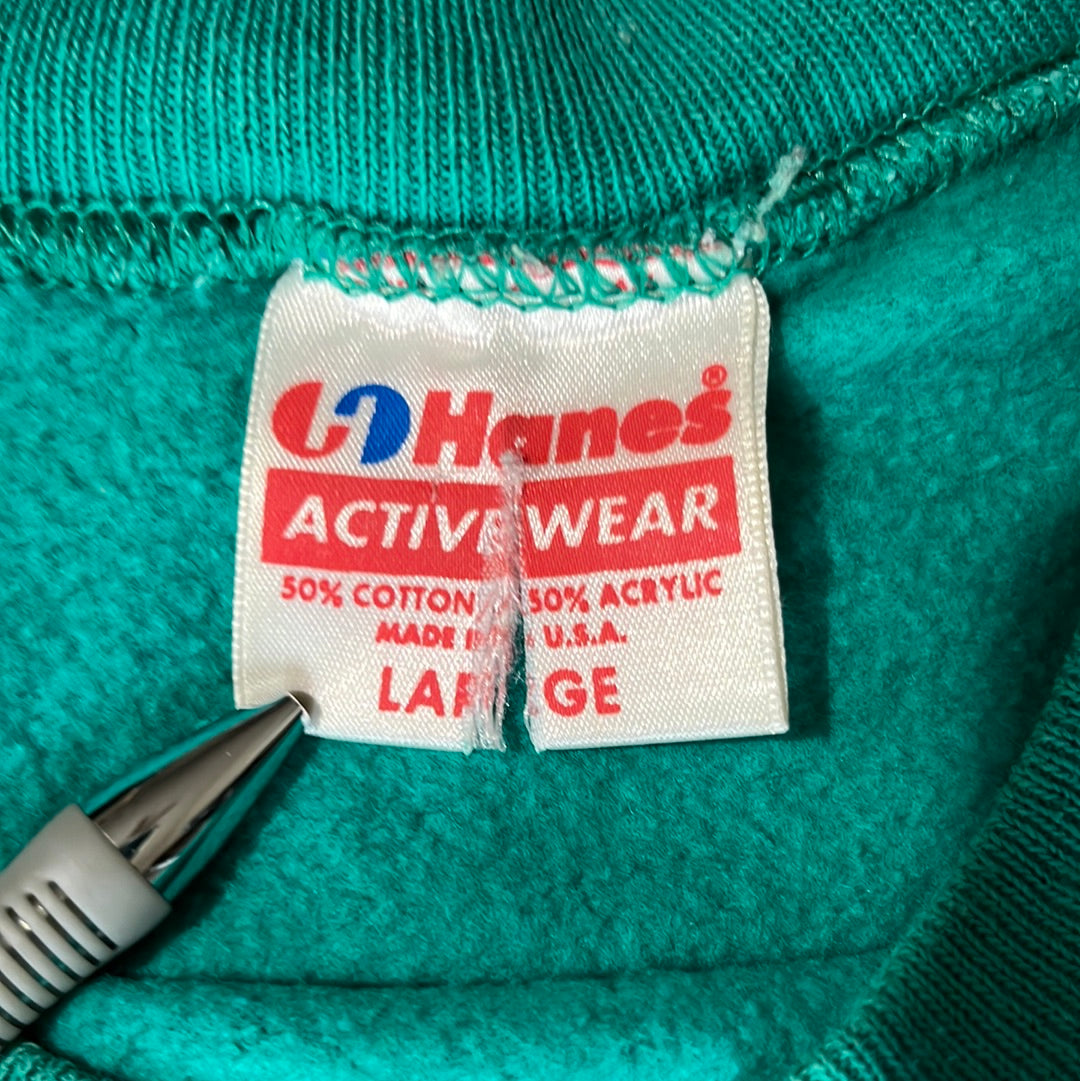 Hanes®
ACTIVEWEAR
50% COTTON 50% ACRYLIC
MADE IN U.S.A.
LARGE